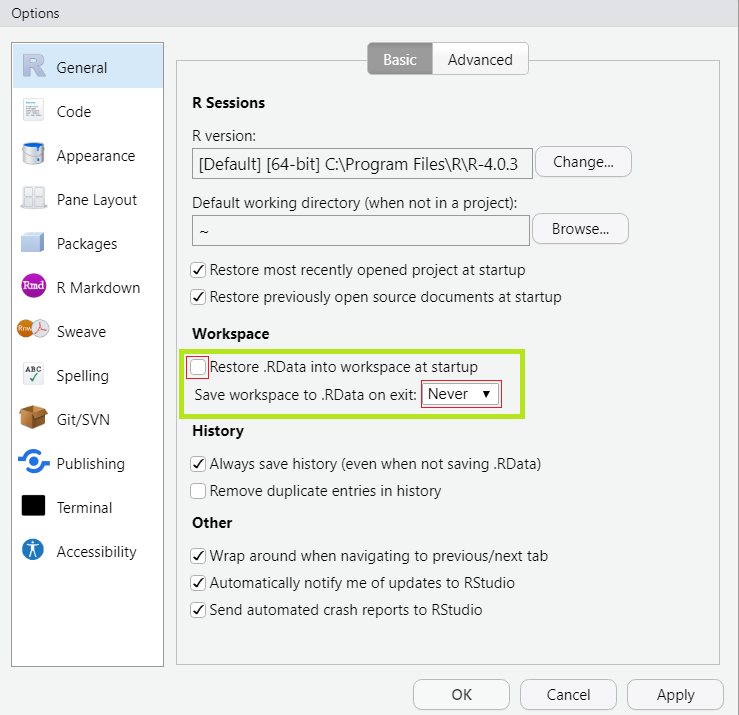 Options
General
Code
Appearance
Pane Layout
Packages
Rmd R Markdown
Rnw Sweave
ABC Spelling
Git/SVN
Publishing
Terminal
Accessibility
Basic Advanced
R Sessions
R version:
[Default] [64-bit] C:\Program Files\R\R-4.0.3 Change...
Default working directory (when not in a project):
~ Browse...
Restore most recently opened project at startup
Restore previously open source documents at startup
Workspace
Restore .RData into workspace at startup
Save workspace to .RData on exit: Never
History
Always save history (even when not saving .RData)
Remove duplicate entries in history
Other
Wrap around when navigating to previous/next tab
Automatically notify me of updates to RStudio
Send automated crash reports to RStudio
OK Cancel Apply